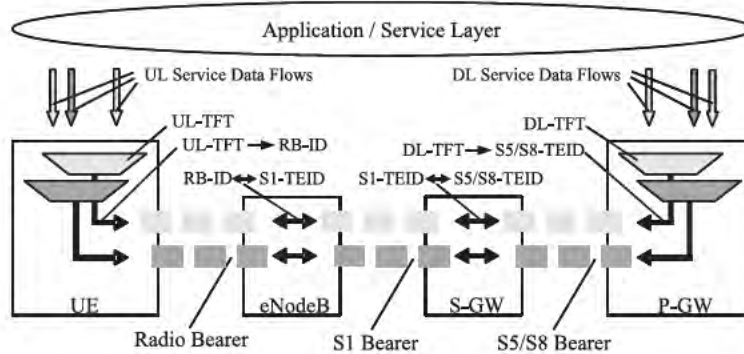 Application / Service Layer
UL Service Data Flows
DL Service Data Flows
UL-TFT
DL-TFT
UL-TFT → RB-ID
DL-TFT → S5/S8-TEID
RB-ID ↔ S1-TEID
S1-TEID ↔ S5/S8-TEID
UE
eNodeB
S-GW
P-GW
Radio Bearer
S1 Bearer
S5/S8 Bearer